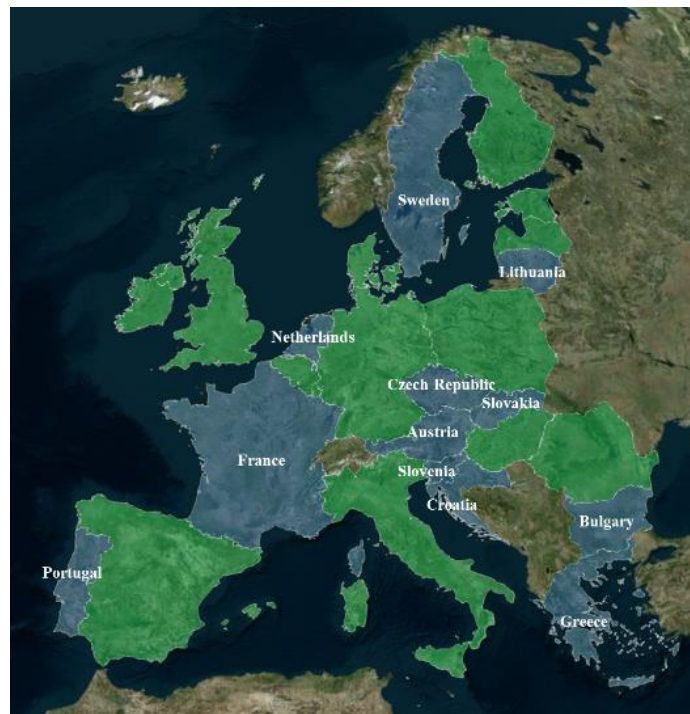 Sweden
Lithuania
Netherlands
Czech Republic
Slovakia
Austria
France
Slovenia
Croatia
Bulgary
Portugal
Greece